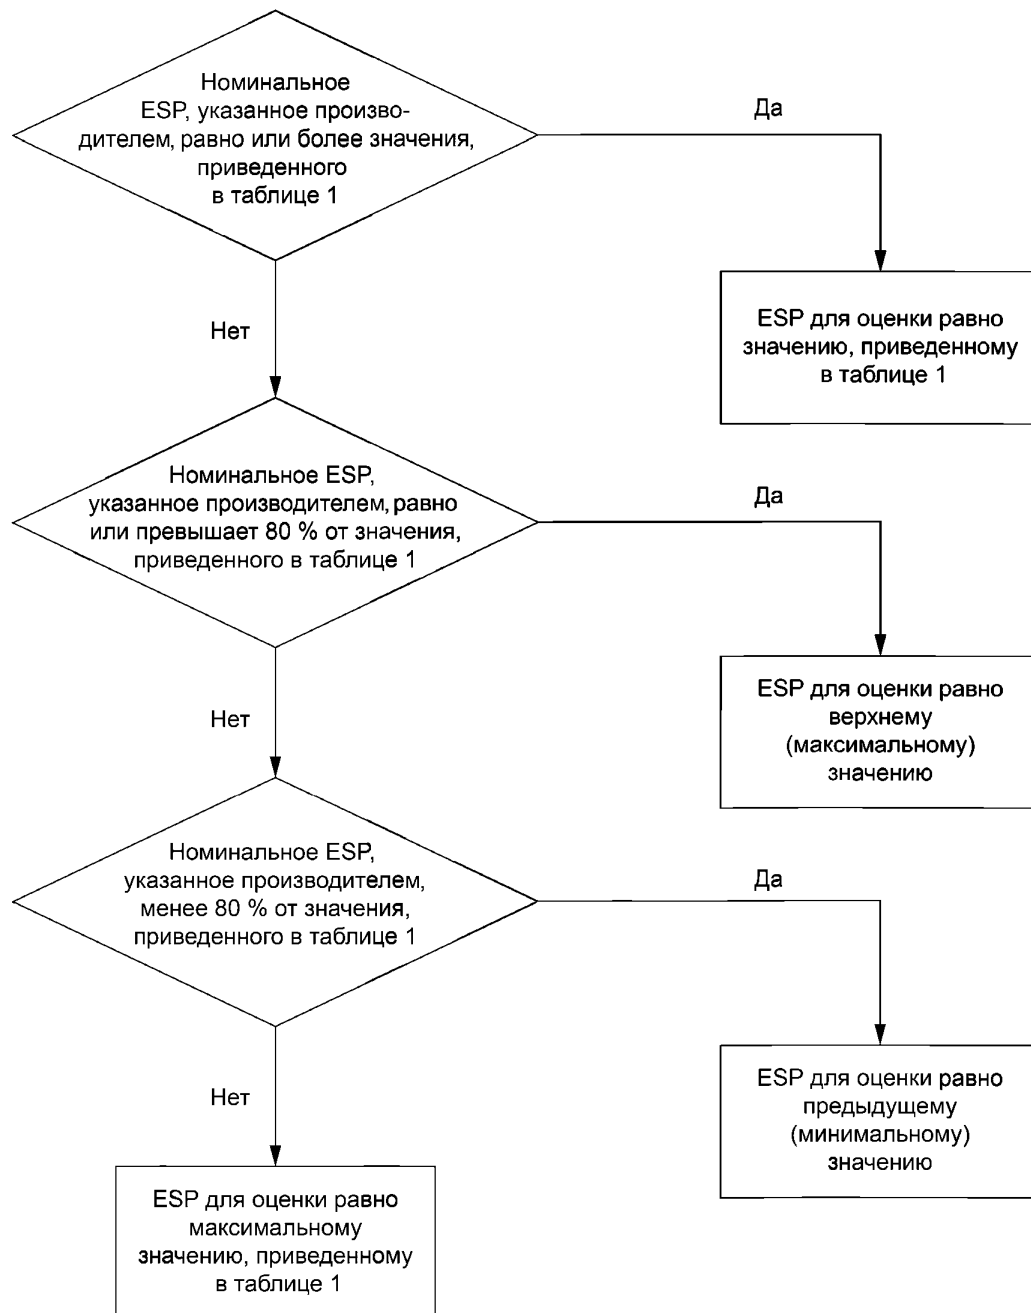 Номинальное
ESP, указанное произво-
дителем, равно или более значения,
приведенного
в таблице 1
Да
Нет
ESP для оценки равно
значению, приведенному
в таблице 1
Номинальное ESP,
указанное производителем, равно
или превышает 80 % от значения,
приведенного в таблице 1
Да
Нет
ESP для оценки равно
верхнему
(максимальному)
значению
Номинальное ESP,
указанное производителем,
менее 80 % от значения,
приведенного в таблице 1
Да
Нет
ESP для оценки равно
предыдущему
(минимальному)
значению
ESP для оценки равно
максимальному
значению, приведенному
в таблице 1